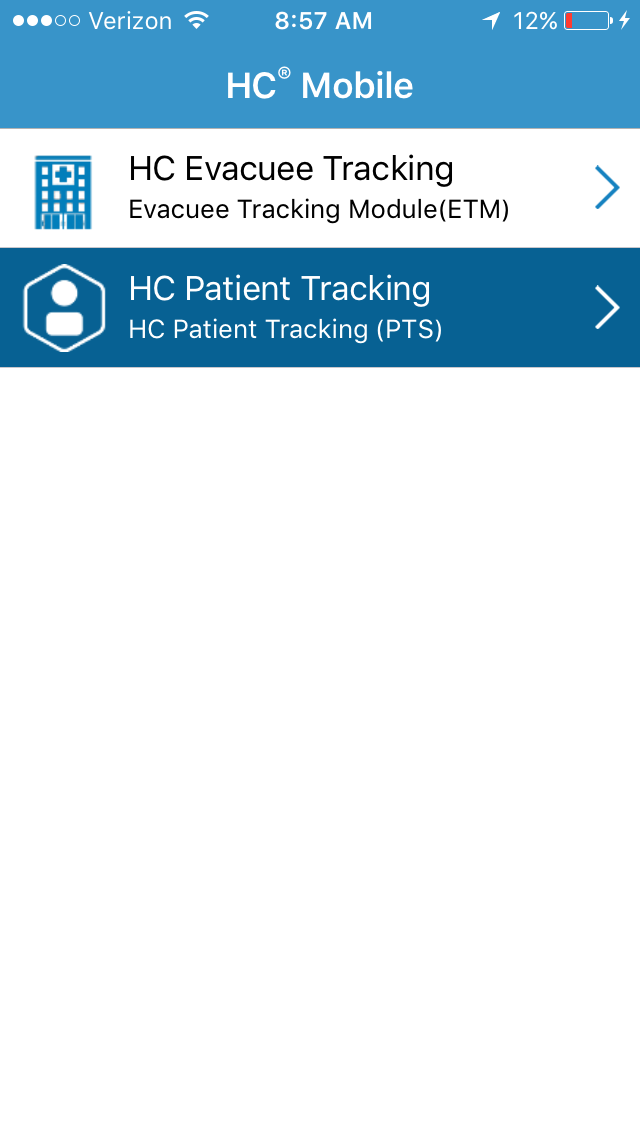 Verizon 8:57 AM 12%
HC® Mobile
HC Evacuee Tracking
Evacuee Tracking Module(ETM)
HC Patient Tracking
HC Patient Tracking (PTS)